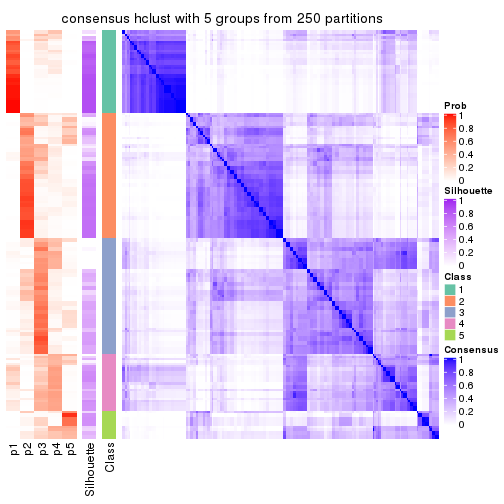 consensus hclust with 5 groups from 250 partitions
Prob
1
0.8
0.6
0.4
0.2
0
Silhouette
1
0.8
0.6
0.4
0.2
0
Class
1
2
3
4
5
Consensus
1
0.8
0.6
0.4
0.2
0
p1
p2
p3
p4
p5
Silhouette
Class